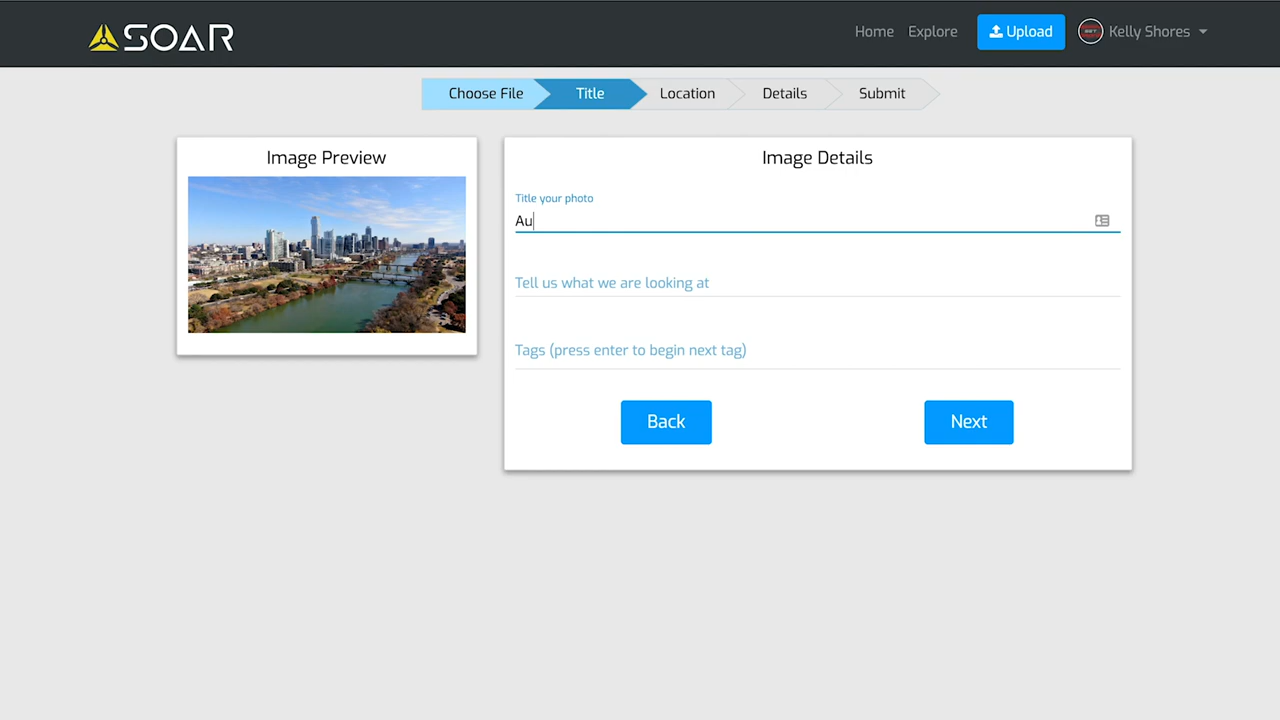 SOAR
Home Explore Upload Kelly Shores
Choose File Title Location Details Submit
Image Preview
Image Details
Title your photo
Au
Tell us what we are looking at
Tags (press enter to begin next tag)
Back Next